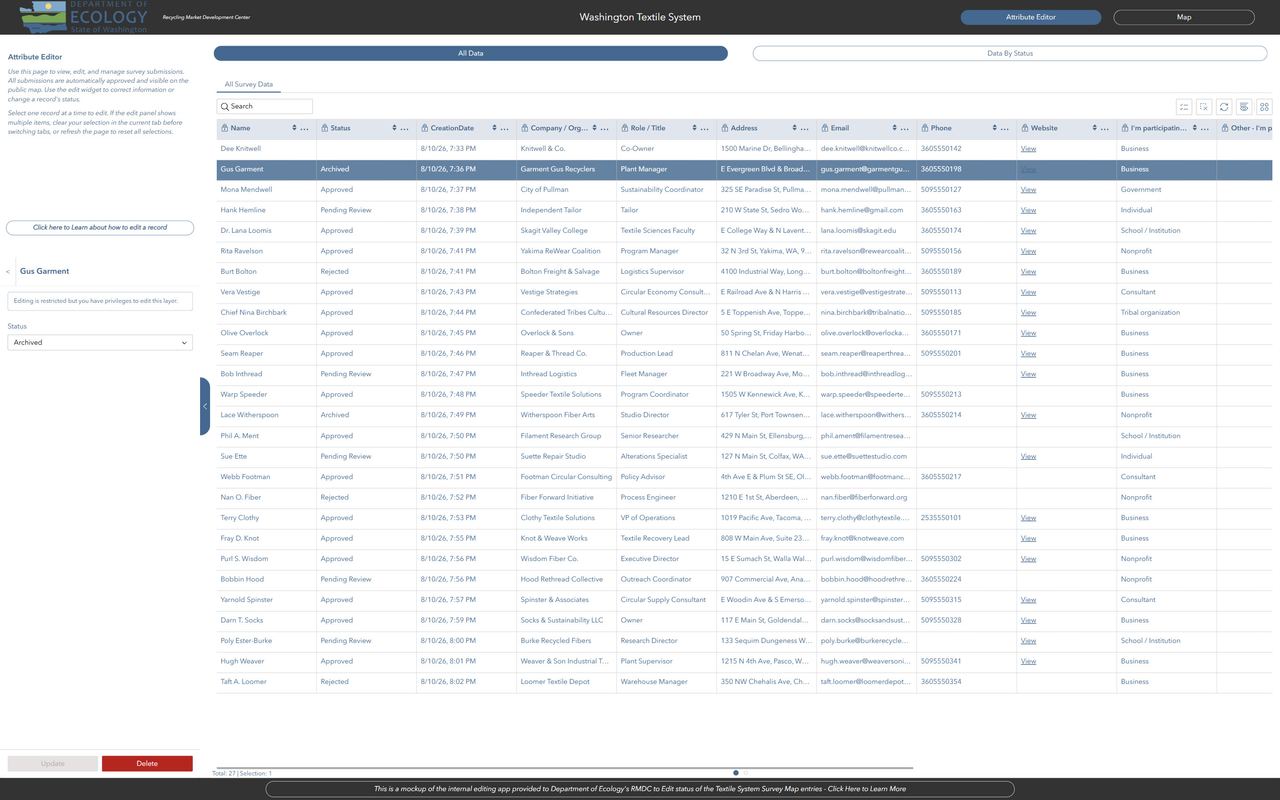 DEPARTMENT OF
ECOLOGY
State of Washington
Recycling Market Development Center
Washington Textile System
Attribute Editor
Map
Attribute Editor
Use this page to view, edit, and manage survey submissions.
All submissions are automatically approved and visible on the
public map. Use the edit widget to correct information or
change a record's status.
Select one record at a time to edit. If the edit panel shows
multiple items, clear your selection in the current tab before
switching tabs, or refresh the page to reset all selections.
Click here to Learn about how to edit a record
< Gus Garment
Editing is restricted but you have privileges to edit this layer.
Status
Archived
Update
Delete
All Data
Data By Status
All Survey Data
Search
Name Status CreationDate Company / Org... Role / Title Address Email Phone Website I'm participatin... Other - I'm p
Dee Knitwell 8/10/26, 7:33 PM Knitwell & Co. Co-Owner 1500 Marine Dr, Bellingha... dee.knitwell@knitwellco.c... 3605550142 View Business
Gus Garment Archived 8/10/26, 7:36 PM Garment Gus Recyclers Plant Manager E Evergreen Blvd & Broad... gus.garment@garmentgu... 3605550198 View Business
Mona Mendwell Approved 8/10/26, 7:37 PM City of Pullman Sustainability Coordinator 325 SE Paradise St, Pullma... mona.mendwell@pullman... 5095550127 View Government
Hank Hemline Pending Review 8/10/26, 7:38 PM Independent Tailor Tailor 210 W State St, Sedro Wo... hank.hemline@gmail.com 3605550163 View Individual
Dr. Lana Loomis Approved 8/10/26, 7:39 PM Skagit Valley College Textile Sciences Faculty E College Way & N Lavent... lana.loomis@skagit.edu 3605550174 View School / Institution
Rita Ravelson Approved 8/10/26, 7:41 PM Yakima ReWear Coalition Program Manager 32 N 3rd St, Yakima, WA, 9... rita.ravelson@rewearcoalit... 5095550156 View Nonprofit
Burt Bolton Rejected 8/10/26, 7:41 PM Bolton Freight & Salvage Logistics Supervisor 4100 Industrial Way, Long... burt.bolton@boltonfreight... 3605550189 View Business
Vera Vestige Approved 8/10/26, 7:43 PM Vestige Strategies Circular Economy Consult... E Railroad Ave & N Harris ... vera.vestige@vestigestrate... 5095550113 View Consultant
Chief Nina Birchbark Approved 8/10/26, 7:44 PM Confederated Tribes Cultu... Cultural Resources Director 5 E Toppenish Ave, Toppe... nina.birchbark@tribalnatio... 5095550185 View Tribal organization
Olive Overlock Approved 8/10/26, 7:45 PM Overlock & Sons Owner 50 Spring St, Friday Harbo... olive.overlock@overlocka... 3605550171 View Business
Seam Reaper Approved 8/10/26, 7:46 PM Reaper & Thread Co. Production Lead 811 N Chelan Ave, Wenat... seam.reaper@reaperthrea... 5095550201 View Business
Bob Inthread Pending Review 8/10/26, 7:47 PM Inthread Logistics Fleet Manager 221 W Broadway Ave, Mo... bob.inthread@inthreadlog... View Business
Warp Speeder Approved 8/10/26, 7:48 PM Speeder Textile Solutions Program Coordinator 1505 W Kennewick Ave, K... warp.speeder@speederte... 5095550213 Business
Lace Witherspoon Archived 8/10/26, 7:49 PM Witherspoon Fiber Arts Studio Director 617 Tyler St, Port Townsen... lace.witherspoon@withers... 3605550214 View Nonprofit
Phil A. Ment Approved 8/10/26, 7:50 PM Filament Research Group Senior Researcher 429 N Main St, Ellensburg,... phil.ament@filamentresea... School / Institution
Sue Ette Pending Review 8/10/26, 7:50 PM Suette Repair Studio Alterations Specialist 127 N Main St, Colfax, WA... sue.ette@suettestudio.com View Individual
Webb Footman Approved 8/10/26, 7:51 PM Footman Circular Consulting Policy Advisor 4th Ave E & Plum St SE, Ol... webb.footman@footmanc... 3605550217 Consultant
Nan O. Fiber Rejected 8/10/26, 7:52 PM Fiber Forward Initiative Process Engineer 1210 E 1st St, Aberdeen, ... nan.fiber@fiberforward.org Nonprofit
Terry Clothy Approved 8/10/26, 7:53 PM Clothy Textile Solutions VP of Operations 1019 Pacific Ave, Tacoma, ... terry.clothy@clothytextile.... 2535550101 View Business
Fray D. Knot Approved 8/10/26, 7:55 PM Knot & Weave Works Textile Recovery Lead 808 W Main Ave, Suite 23... fray.knot@knotweave.com View Business
Purl S. Wisdom Approved 8/10/26, 7:56 PM Wisdom Fiber Co. Executive Director 15 E Sumach St, Walla Wal... purl.wisdom@wisdomfiber... 5095550302 View Nonprofit
Bobbin Hood Pending Review 8/10/26, 7:56 PM Hood Rethread Collective Outreach Coordinator 907 Commercial Ave, Ana... bobbin.hood@hoodrethre... 3605550224 Nonprofit
Yarnold Spinster Approved 8/10/26, 7:57 PM Spinster & Associates Circular Supply Consultant E Woodin Ave & S Emerso... yarnold.spinster@spinster... 5095550315 View Consultant
Darn T. Socks Approved 8/10/26, 7:59 PM Socks & Sustainability LLC Owner 117 E Main St, Goldendal... darn.socks@socksandsust... 5095550328 View Business
Poly Ester-Burke Pending Review 8/10/26, 8:00 PM Burke Recycled Fibers Research Director 133 Sequim Dungeness W... poly.burke@burkerecycle... View School / Institution
Hugh Weaver Approved 8/10/26, 8:01 PM Weaver & Son Industrial T... Plant Supervisor 1215 N 4th Ave, Pasco, W... hugh.weaver@weaversoni... 5095550341 View Business
Taft A. Loomer Rejected 8/10/26, 8:02 PM Loomer Textile Depot Warehouse Manager 350 NW Chehalis Ave, Ch... taft.loomer@loomerdepot... 3605550354 Business
Total: 27 | Selection: 1
This is a mockup of the internal editing app provided to Department of Ecology's RMDC to Edit status of the Textile System Survey Map entries - Click Here to Learn More